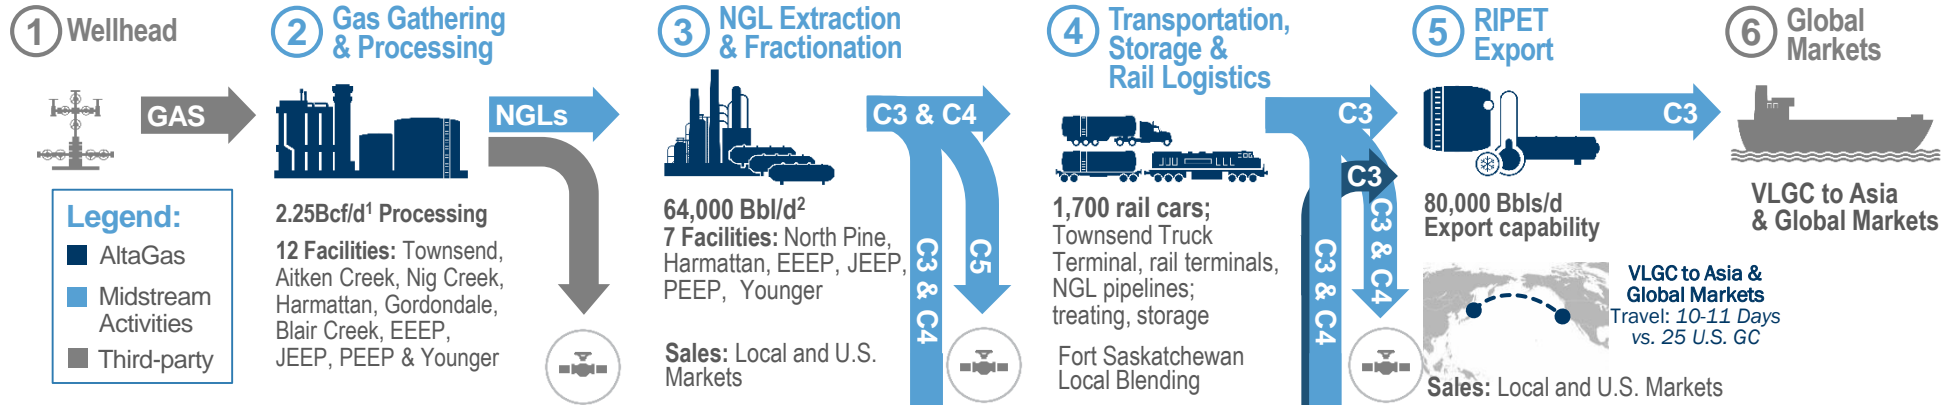 1 Wellhead
GAS
Legend:
AltaGas
Midstream
Activities
Third-party
2 Gas Gathering
& Processing
NGLs
2.25Bcf/d1 Processing
12 Facilities: Townsend,
Aitken Creek, Nig Creek,
Harmattan, Gordondale,
Blair Creek, EEEP,
JEEP, PEEP & Younger
3 NGL Extraction
& Fractionation
C3 & C4
C3 & C4
C5
64,000 Bbl/d2
7 Facilities: North Pine,
Harmattan, EEEP, JEEP,
PEEP, Younger
Sales: Local and U.S.
Markets
4 Transportation,
Storage &
Rail Logistics
C3
C3
C3 & C4
C3 & C4
1,700 rail cars;
Townsend Truck
Terminal, rail terminals,
NGL pipelines;
treating, storage
Fort Saskatchewan
Local Blending
5 RIPET
Export
C3
80,000 Bbls/d
Export capability
VLGC to Asia &
Global Markets
Travel: 10-11 Days
vs. 25 U.S. GC
Sales: Local and U.S. Markets
6 Global
Markets
VLGC to Asia
& Global Markets